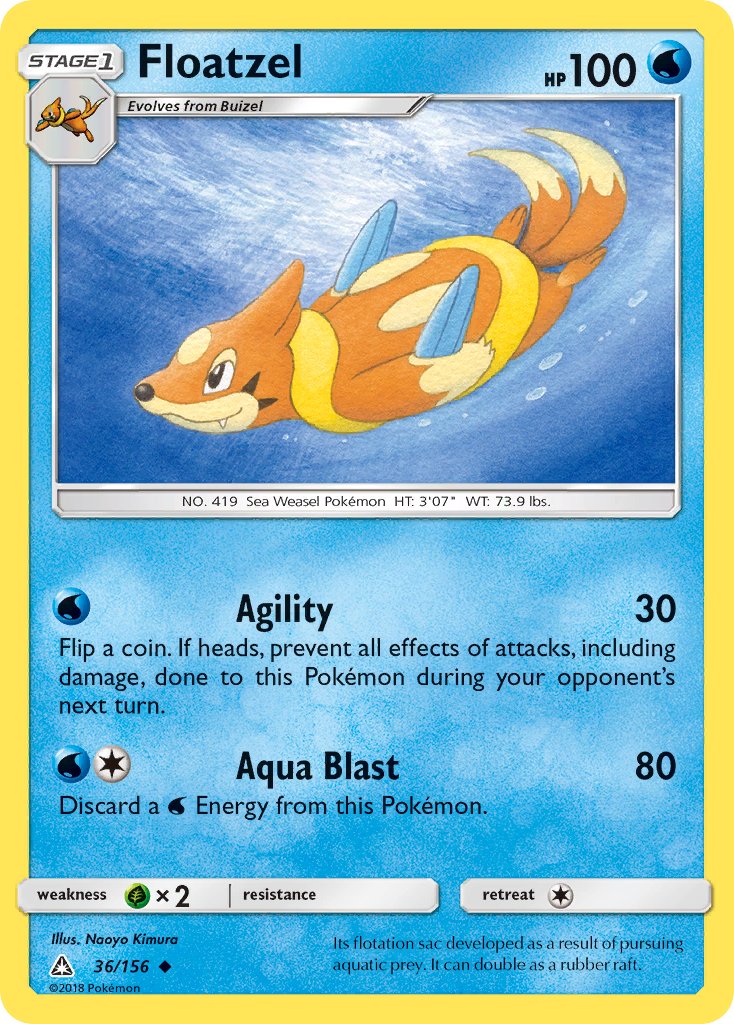 STAGE1
Floatzel
HP 100
Evolves from Buizel
NO. 419 Sea Weasel Pokémon HT: 3'07" WT: 73.9 lbs.
Agility 30
Flip a coin. If heads, prevent all effects of attacks, including
damage, done to this Pokémon during your opponent's
next turn.
Aqua Blast 80
Discard a Energy from this Pokémon.
weakness ×2 resistance retreat
Illus. Naoyo Kimura
36/156
©2018 Pokémon
Its flotation sac developed as a result of pursuing
aquatic prey. It can double as a rubber raft.